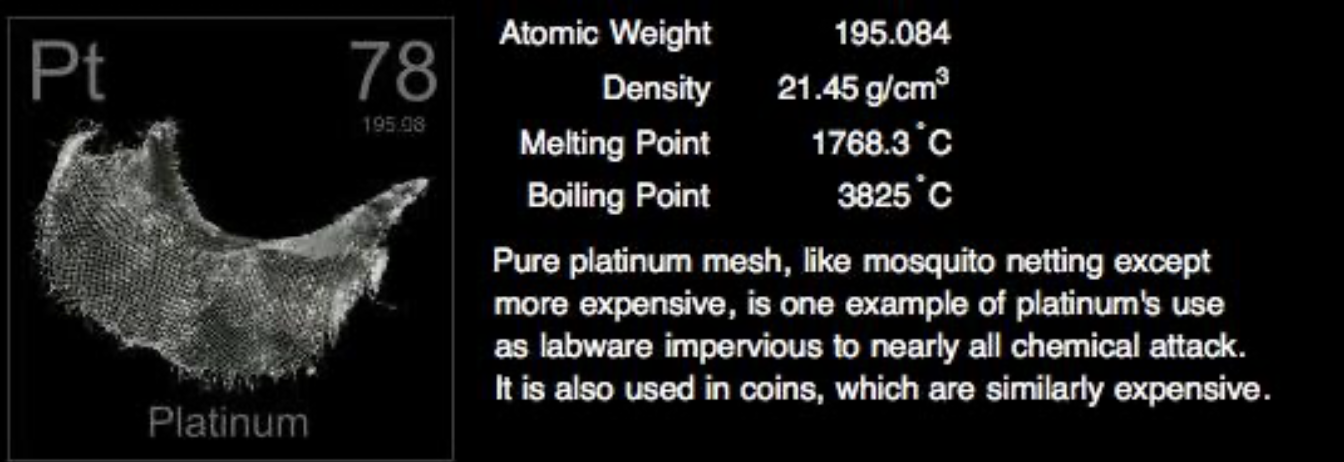 Pt 78
195.08
Platinum
Atomic Weight 195.084
Density 21.45 g/cm³
Melting Point 1768.3 °C
Boiling Point 3825 °C
Pure platinum mesh, like mosquito netting except
more expensive, is one example of platinum's use
as labware impervious to nearly all chemical attack.
It is also used in coins, which are similarly expensive.